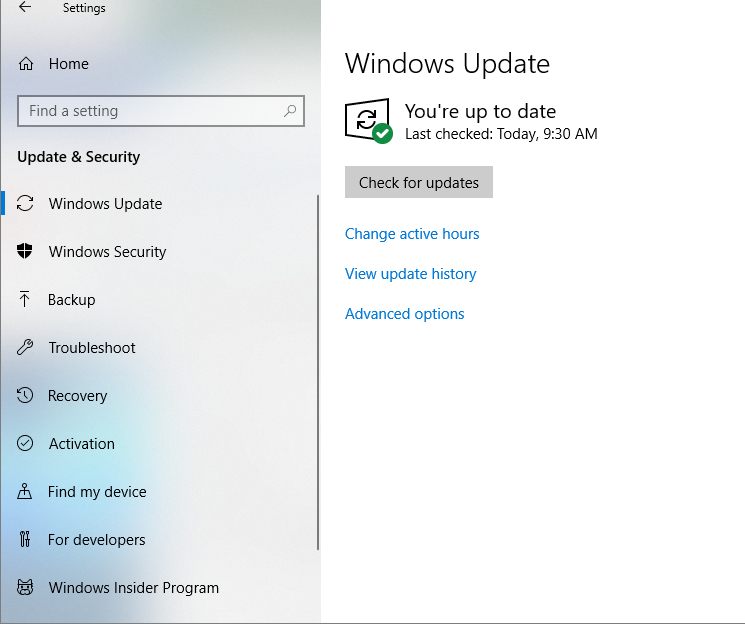 Settings
Home
Find a setting
Update & Security
Windows Update
Windows Security
Backup
Troubleshoot
Recovery
Activation
Find my device
For developers
Windows Insider Program
Windows Update
You're up to date
Last checked: Today, 9:30 AM
Check for updates
Change active hours
View update history
Advanced options